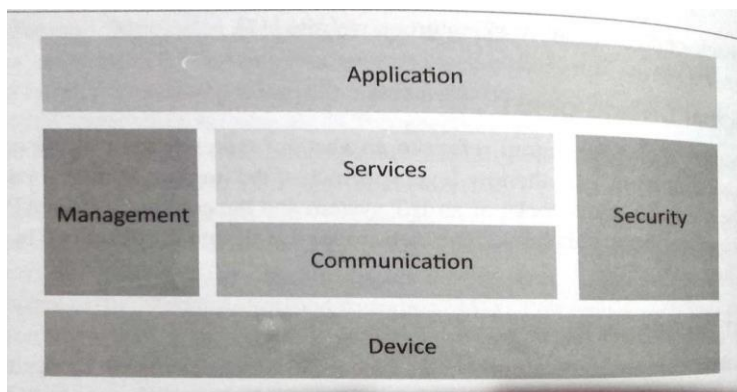 Application
Management
Services
Communication
Security
Device